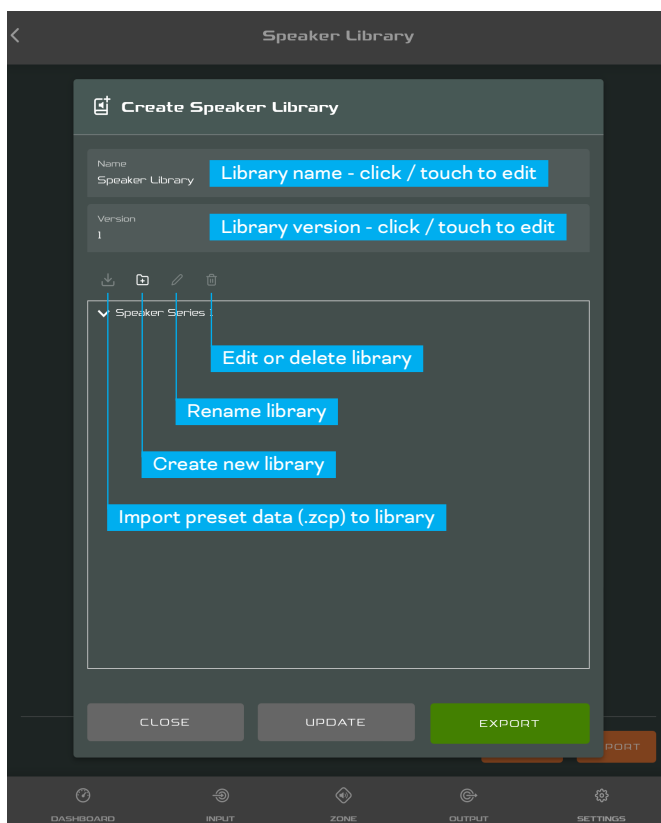 Speaker Library
Create Speaker Library
Name
Speaker Library
Library name - click / touch to edit
Version
1
Library version - click / touch to edit
Speaker Series 1
Edit or delete library
Rename library
Create new library
Import preset data (.zcp) to library
CLOSE
UPDATE
EXPORT
PORT
DASHBOARD
INPUT
ZONE
OUTPUT
SETTINGS